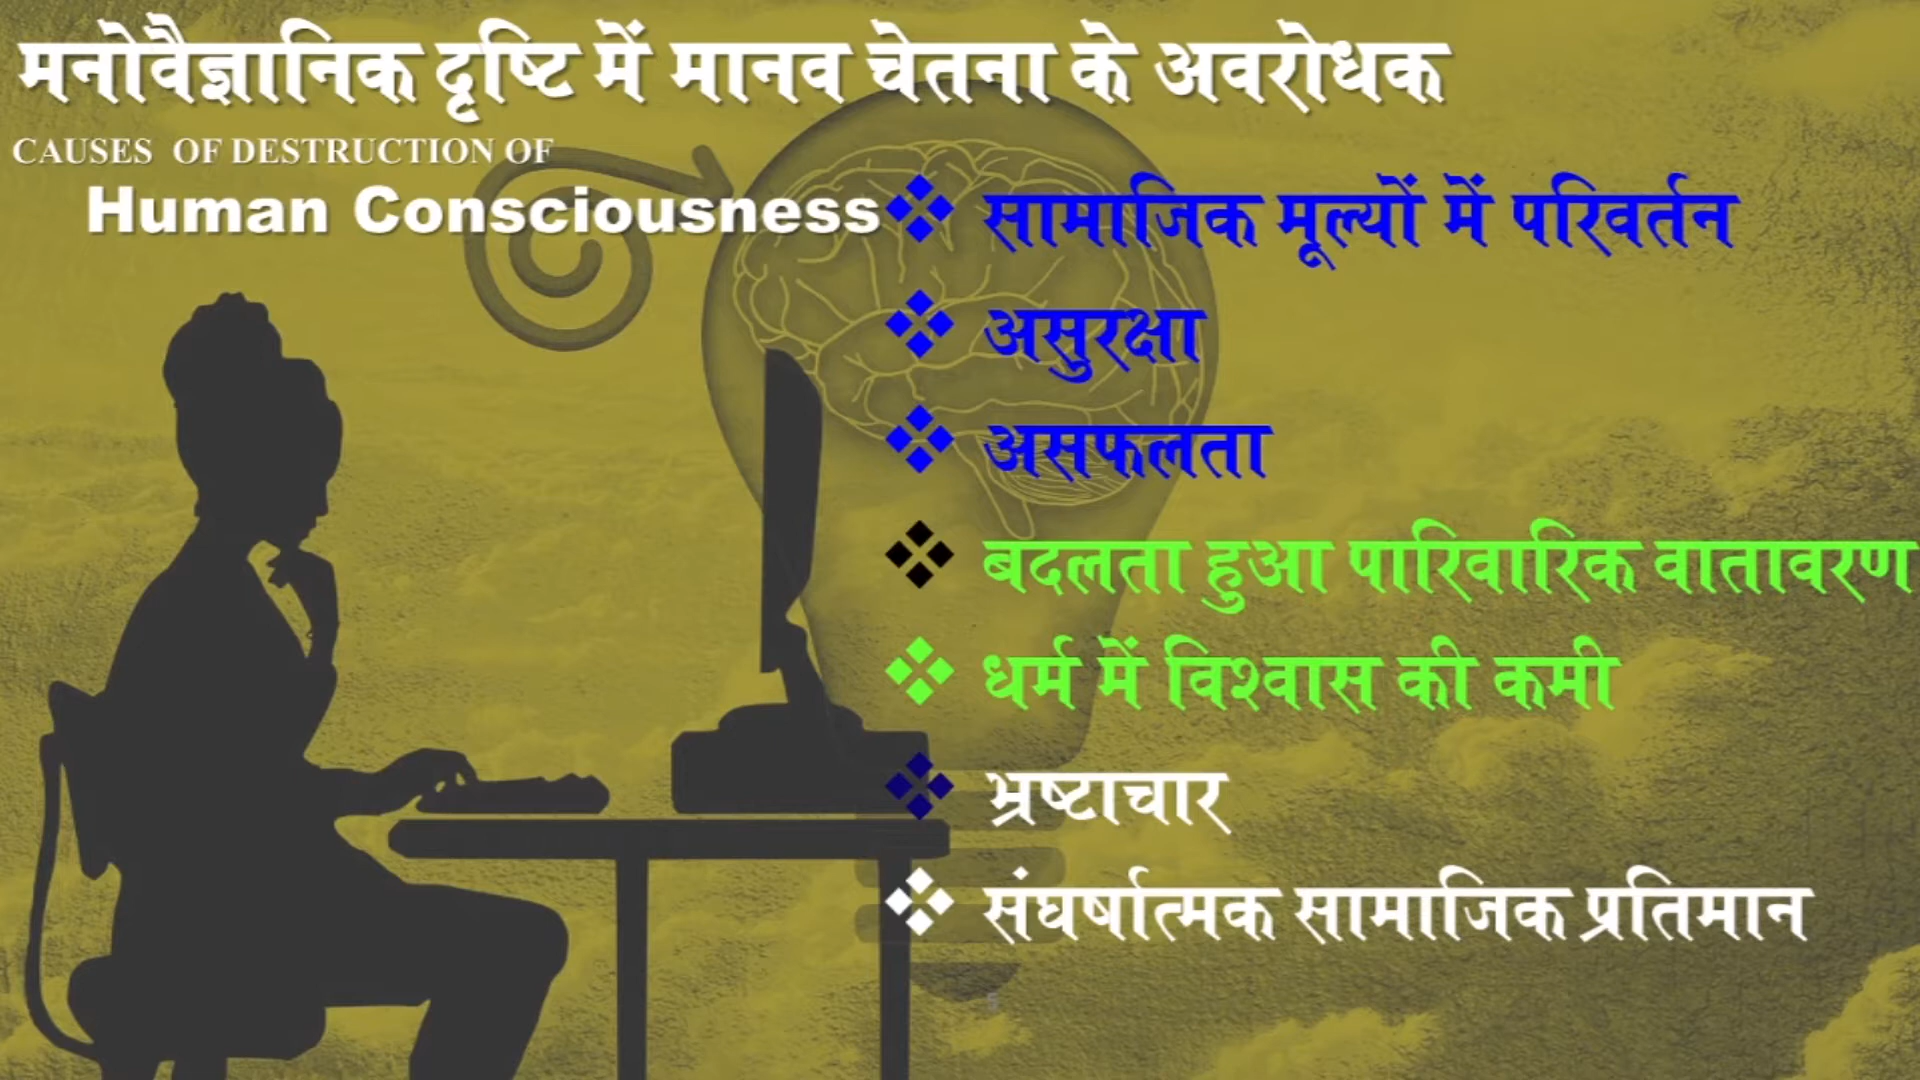 मनोवैज्ञानिक दृष्टि में मानव चेतना के अवरोधक
CAUSES OF DESTRUCTION OF
Human Consciousness
❖ सामाजिक मूल्यों में परिवर्तन
❖ असुरक्षा
❖ असफलता
❖ बदलता हुआ पारिवारिक वातावरण
❖ धर्म में विश्वास की कमी
❖ भ्रष्टाचार
❖ संघर्षात्मक सामाजिक प्रतिमान
5